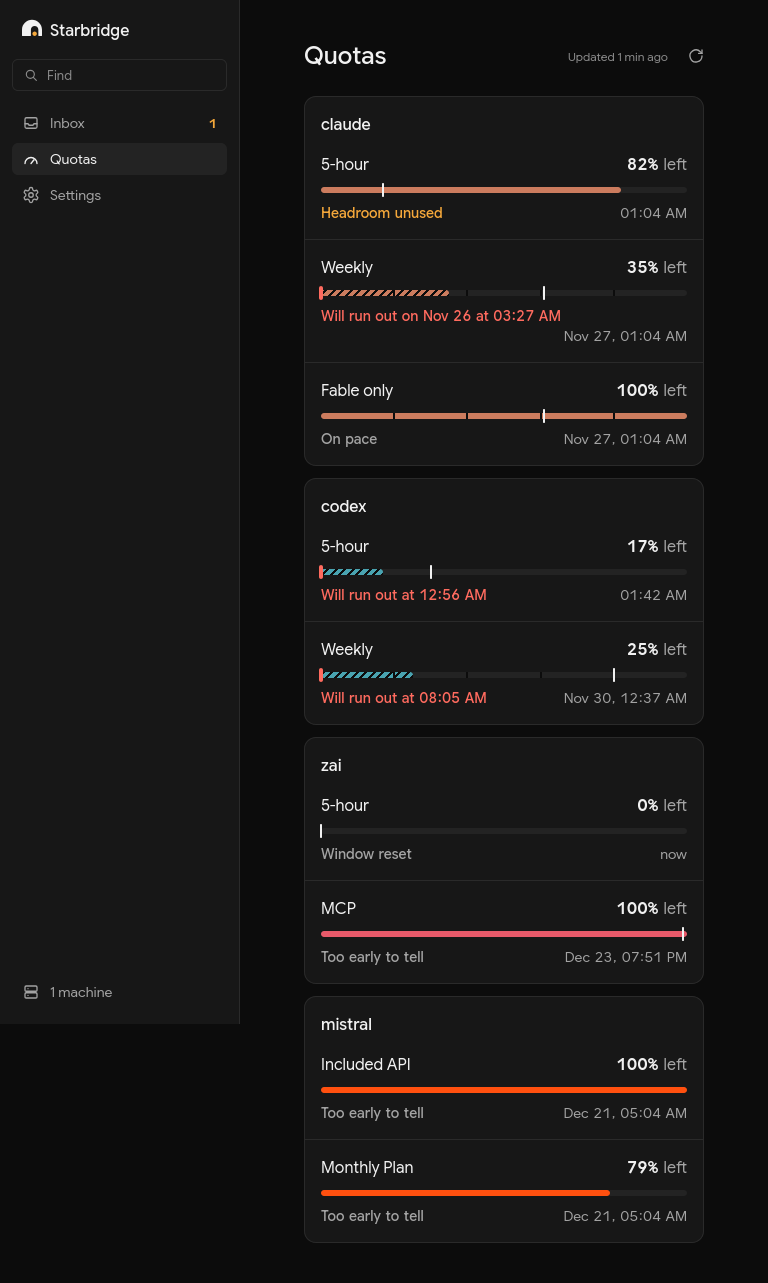 Starbridge
Find
Inbox 1
Quotas
Settings
1 machine
Quotas
Updated 1 min ago
claude
5-hour 82% left
Headroom unused 01:04 AM
Weekly 35% left
Will run out on Nov 26 at 03:27 AM
Nov 27, 01:04 AM
Fable only 100% left
On pace Nov 27, 01:04 AM
codex
5-hour 17% left
Will run out at 12:56 AM 01:42 AM
Weekly 25% left
Will run out at 08:05 AM Nov 30, 12:37 AM
zai
5-hour 0% left
Window reset now
MCP 100% left
Too early to tell Dec 23, 07:51 PM
mistral
Included API 100% left
Too early to tell Dec 21, 05:04 AM
Monthly Plan 79% left
Too early to tell Dec 21, 05:04 AM